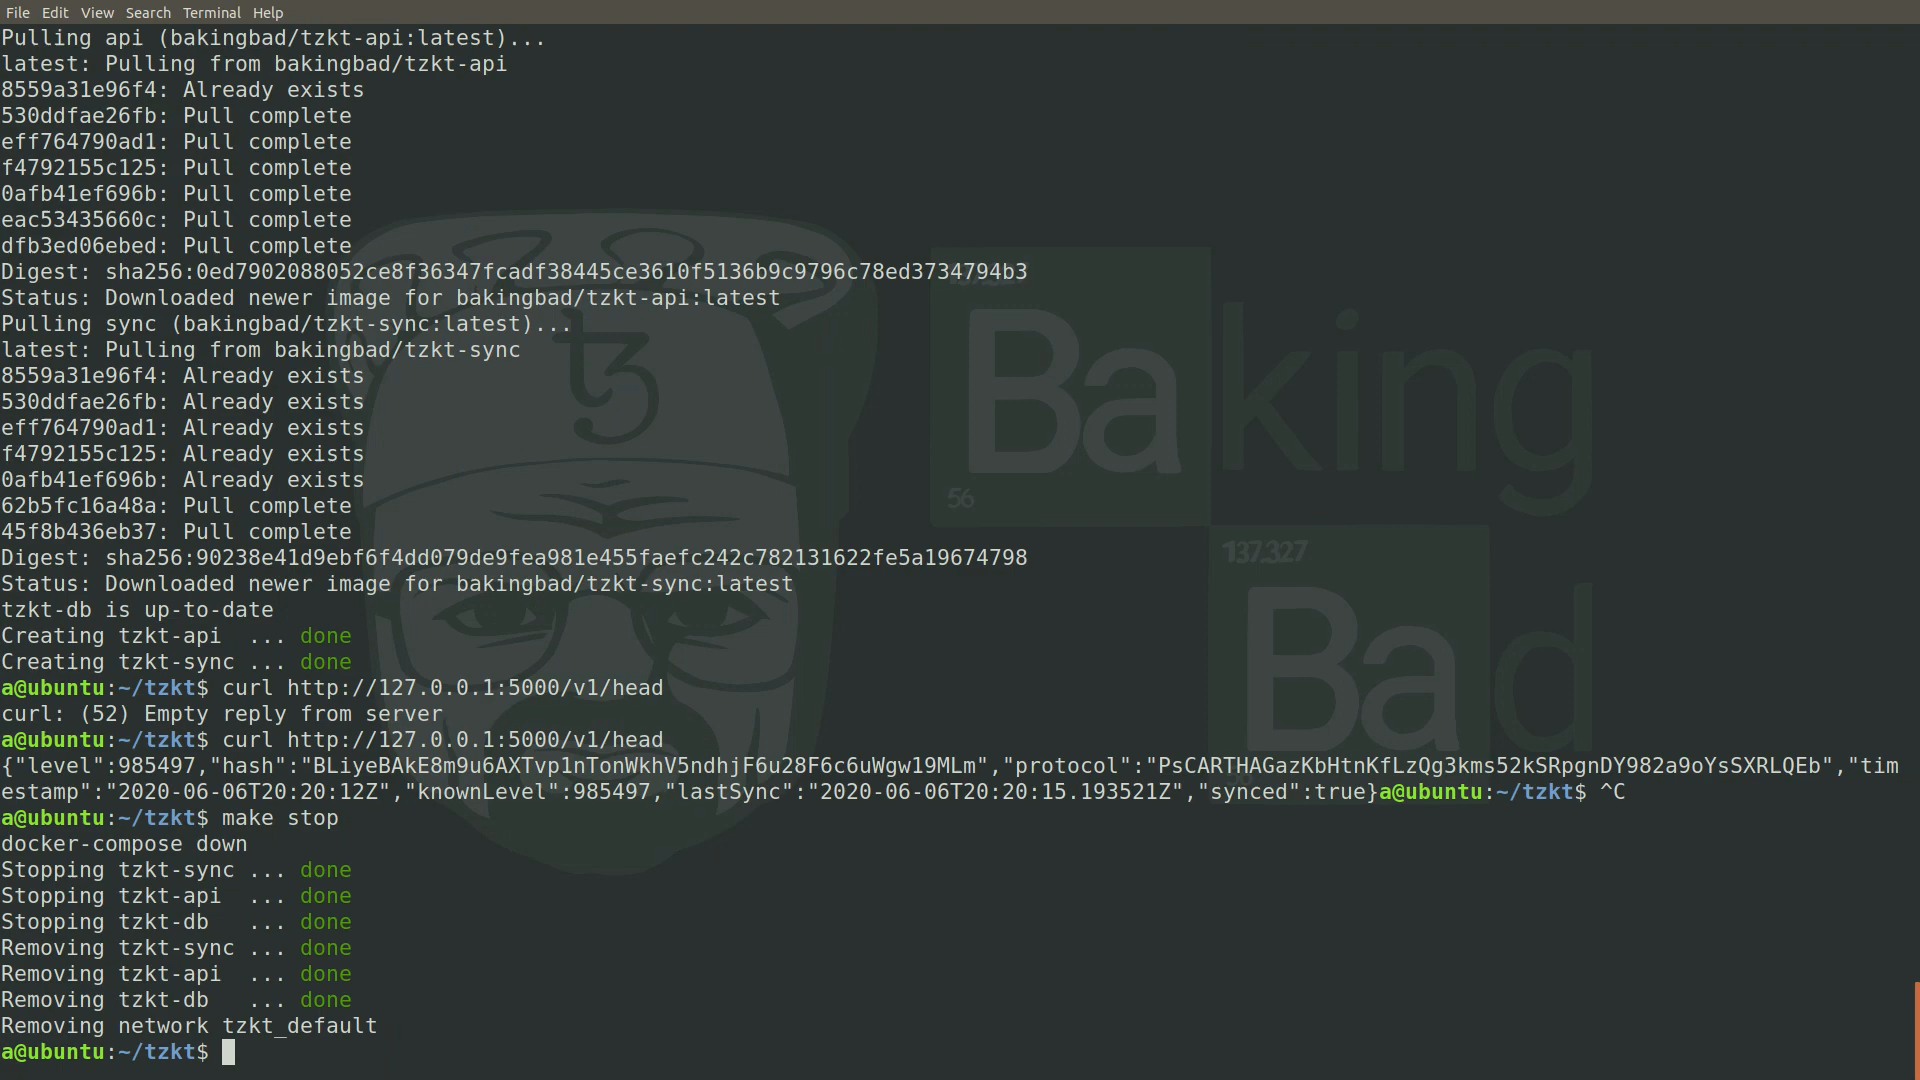 File Edit View Search Terminal Help
Pulling api (bakingbad/tzkt-api:latest)...
latest: Pulling from bakingbad/tzkt-api
8559a31e96f4: Already exists
530ddfae26fb: Pull complete
eff764790ad1: Pull complete
f4792155c125: Pull complete
0afb41ef696b: Pull complete
eac53435660c: Pull complete
dfb3ed06ebed: Pull complete
Digest: sha256:0ed7902088052ce8f36347fcadf38445ce3610f5136b9c9796c78ed3734794b3
Status: Downloaded newer image for bakingbad/tzkt-api:latest
Pulling sync (bakingbad/tzkt-sync:latest)...
latest: Pulling from bakingbad/tzkt-sync
8559a31e96f4: Already exists
530ddfae26fb: Already exists
eff764790ad1: Already exists
f4792155c125: Already exists
0afb41ef696b: Already exists
62b5fc16a48a: Pull complete
45f8b436eb37: Pull complete
Digest: sha256:90238e41d9ebf6f4dd079de9fea981e455faefc242c782131622fe5a19674798
Status: Downloaded newer image for bakingbad/tzkt-sync:latest
tzkt-db is up-to-date
Creating tzkt-api  ... done
Creating tzkt-sync ... done
a@ubuntu:~/tzkt$ curl http://127.0.0.1:5000/v1/head
curl: (52) Empty reply from server
a@ubuntu:~/tzkt$ curl http://127.0.0.1:5000/v1/head
{"level":985497,"hash":"BLiyeBAkE8m9u6AXTvp1nTonWkhV5ndhjF6u28F6c6uWgw19MLm","protocol":"PsCARTHAGazKbHtnKfLzQg3kms52kSRpgnDY982a9oYsSXRLQEb","tim
estamp":"2020-06-06T20:20:12Z","knownLevel":985497,"lastSync":"2020-06-06T20:20:15.193521Z","synced":true}a@ubuntu:~/tzkt$ ^C
a@ubuntu:~/tzkt$ make stop
docker-compose down
Stopping tzkt-sync ... done
Stopping tzkt-api  ... done
Stopping tzkt-db   ... done
Removing tzkt-sync ... done
Removing tzkt-api  ... done
Removing tzkt-db   ... done
Removing network tzkt_default
a@ubuntu:~/tzkt$
137.327
Baking
56
137.327
Bad
56